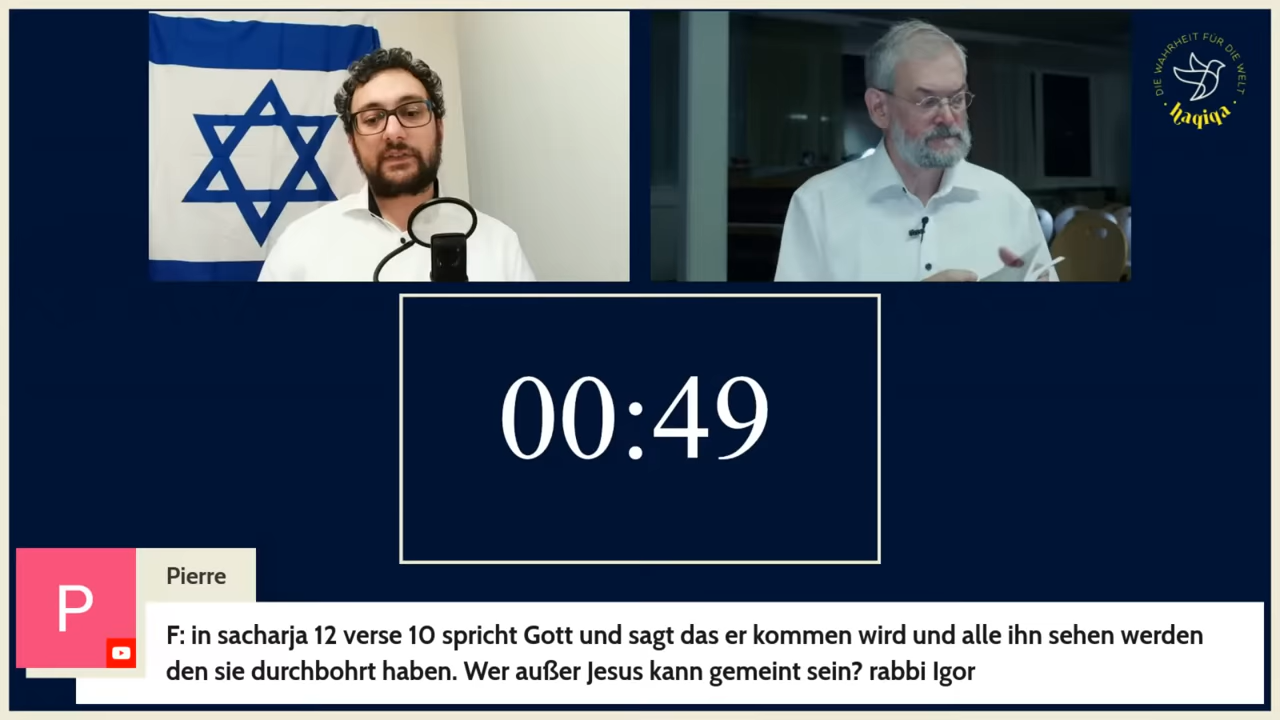 DIE WAHRHEIT FÜR DIE WELT
haqiqa
00:49
P
Pierre
F: in sacharja 12 verse 10 spricht Gott und sagt das er kommen wird und alle ihn sehen werden
den sie durchbohrt haben. Wer außer Jesus kann gemeint sein? rabbi Igor